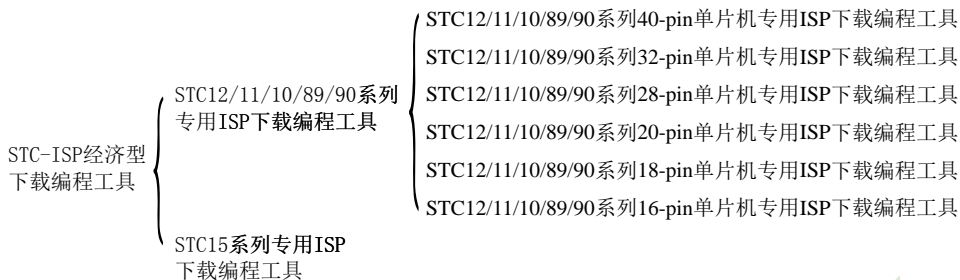 STC-ISP经济型
下载编程工具
STC12/11/10/89/90系列
专用ISP下载编程工具
STC12/11/10/89/90系列40-pin单片机专用ISP下载编程工具
STC12/11/10/89/90系列32-pin单片机专用ISP下载编程工具
STC12/11/10/89/90系列28-pin单片机专用ISP下载编程工具
STC12/11/10/89/90系列20-pin单片机专用ISP下载编程工具
STC12/11/10/89/90系列18-pin单片机专用ISP下载编程工具
STC12/11/10/89/90系列16-pin单片机专用ISP下载编程工具
STC15系列专用ISP
下载编程工具